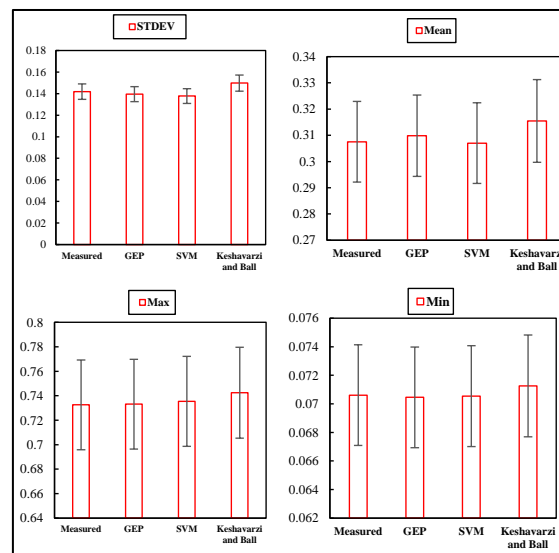 STDEV
0.18
0.16
0.14
0.12
0.1
0.08
0.06
0.04
0.02
0
Measured GEP SVM Keshavarzi
and Ball
Mean
0.34
0.33
0.32
0.31
0.3
0.29
0.28
0.27
Measured GEP SVM Keshavarzi
and Ball
Max
0.8
0.78
0.76
0.74
0.72
0.7
0.68
0.66
0.64
Measured GEP SVM Keshavarzi
and Ball
Min
0.076
0.074
0.072
0.07
0.068
0.066
0.064
0.062
Measured GEP SVM Keshavarzi
and Ball